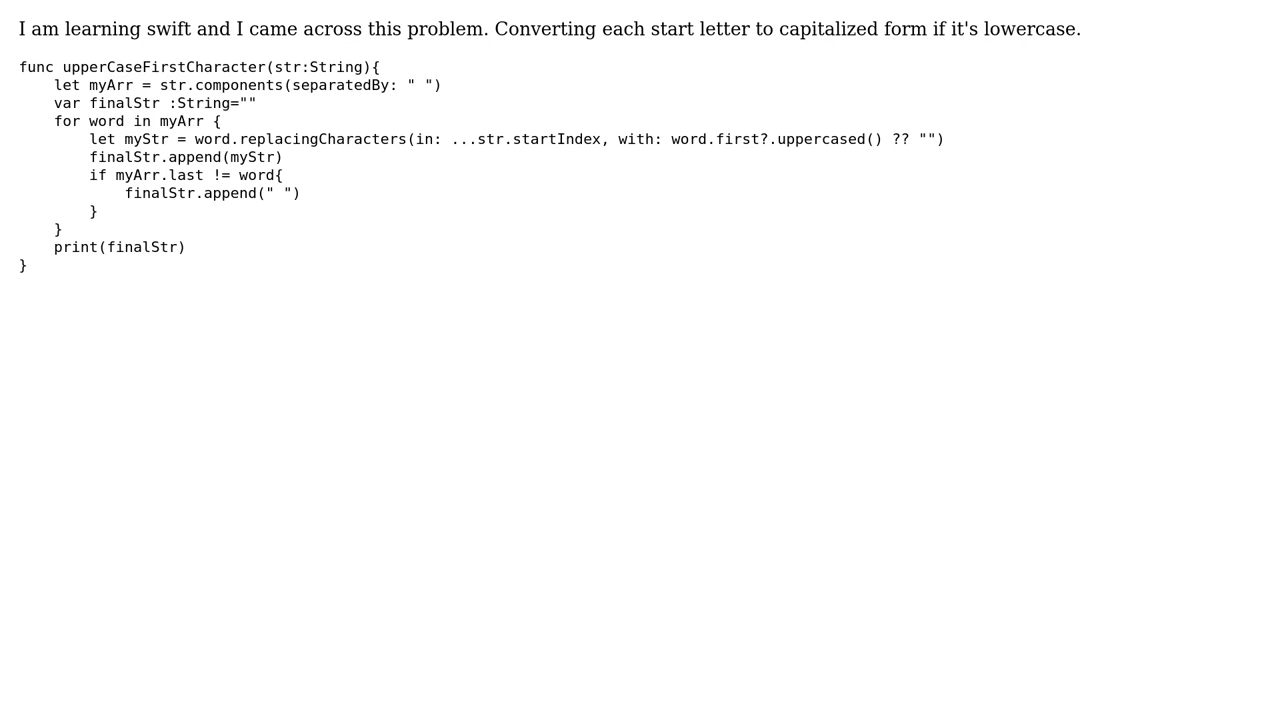 I am learning swift and I came across this problem. Converting each start letter to capitalized form if it's lowercase.
func upperCaseFirstCharacter(str:String){
    let myArr = str.components(separatedBy: " ")
    var finalStr :String=""
    for word in myArr {
        let myStr = word.replacingCharacters(in: ...str.startIndex, with: word.first?.uppercased() ?? "")
        finalStr.append(myStr)
        if myArr.last != word{
            finalStr.append(" ")
        }
    }
    print(finalStr)
}